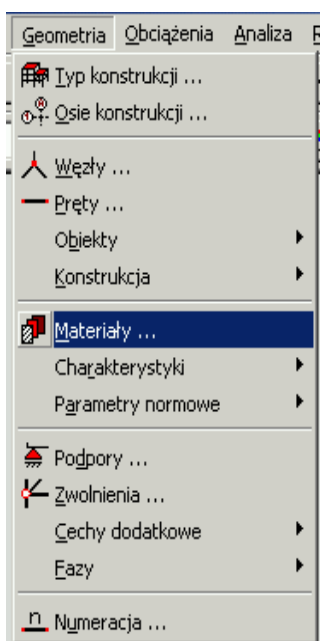 Geometria Obciążenia Analiza
Typ konstrukcji ...
Osie konstrukcji ...
Węzły ...
Pręty ...
Obiekty
Konstrukcja
Materiały ...
Charakterystyki
Parametry normowe
Podpory ...
Zwolnienia ...
Cechy dodatkowe
Fazy
n Numeracja ...